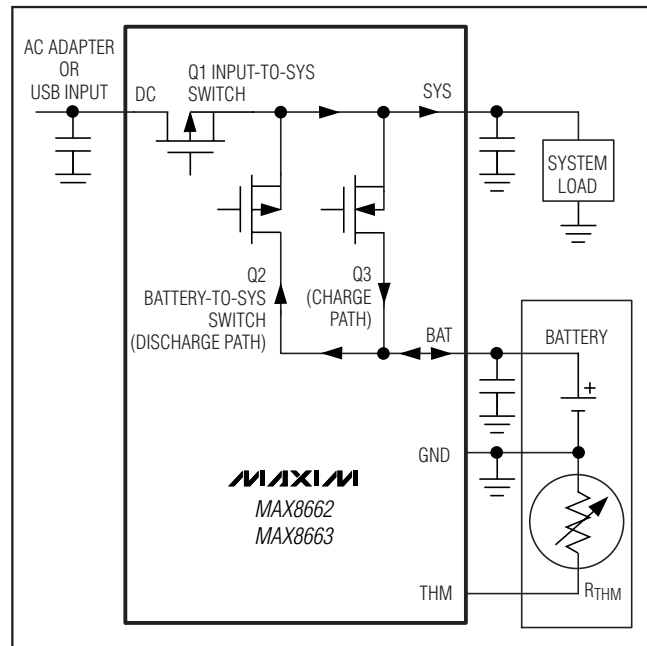 AC ADAPTER
OR
USB INPUT
DC
Q1 INPUT-TO-SYS
SWITCH
SYS
SYSTEM
LOAD
Q2
BATTERY-TO-SYS
SWITCH
(DISCHARGE PATH)
Q3
(CHARGE
PATH)
BAT
BATTERY
+
GND
MAXIM
MAX8662
MAX8663
THM
RTHM